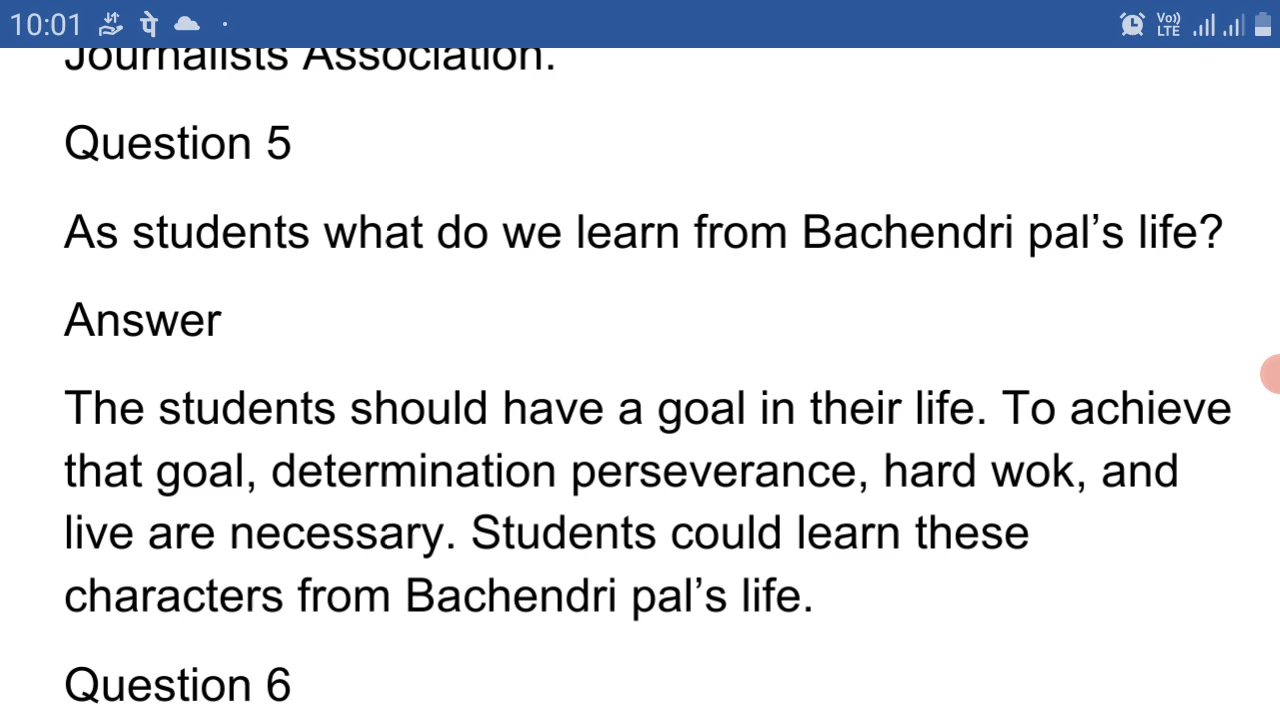 10:01 पे
Vo)) LTE
Journalists Association.
Question 5
As students what do we learn from Bachendri pal’s life?
Answer
The students should have a goal in their life. To achieve
that goal, determination perseverance, hard wok, and
live are necessary. Students could learn these
characters from Bachendri pal’s life.
Question 6